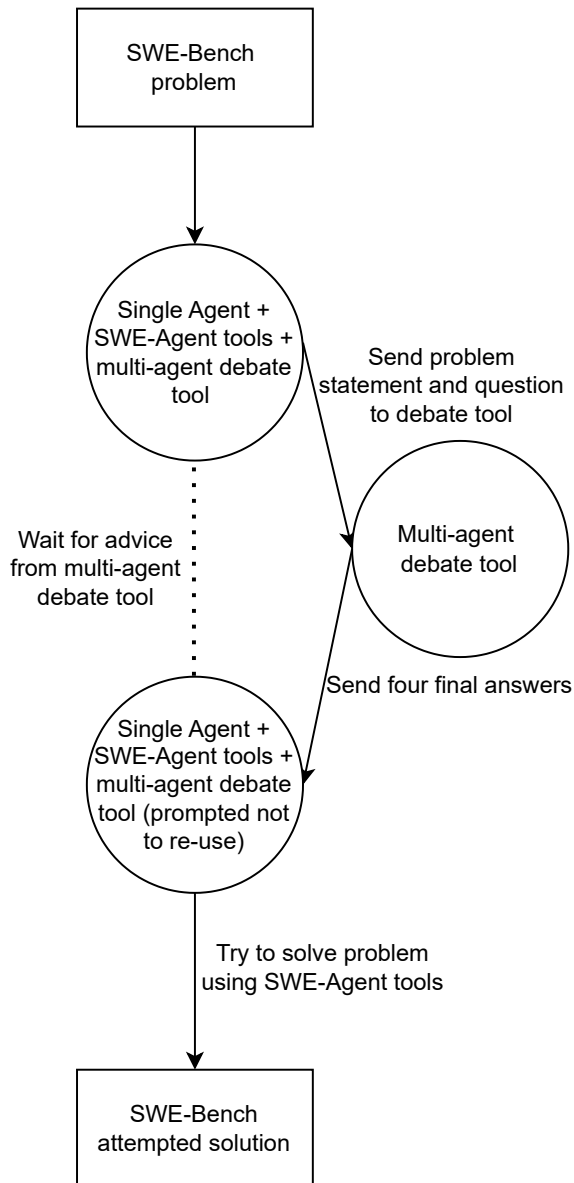 SWE-Bench
problem
Single Agent +
SWE-Agent tools +
multi-agent debate
tool
Send problem
statement and question
to debate tool
Multi-agent
debate tool
Wait for advice
from multi-agent
debate tool
Send four final answers
Single Agent +
SWE-Agent tools +
multi-agent debate
tool (prompted not
to re-use)
Try to solve problem
using SWE-Agent tools
SWE-Bench
attempted solution